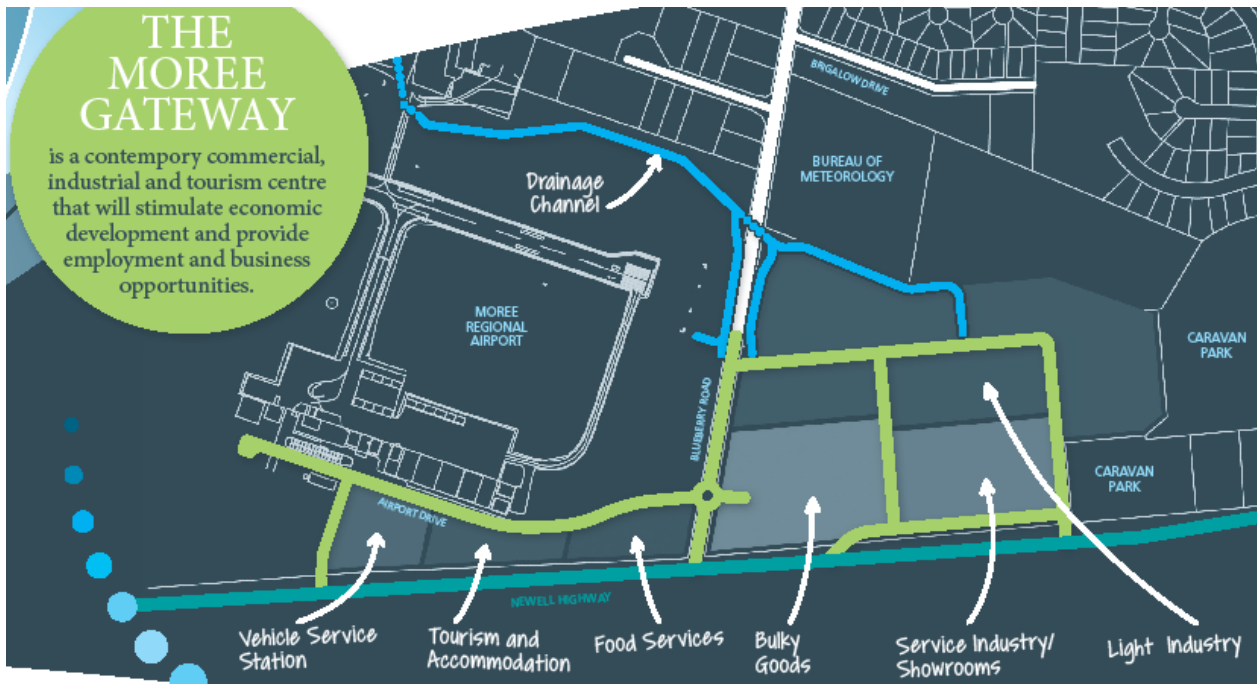 THE
MOREE
GATEWAY
is a contempory commercial,
industrial and tourism centre
that will stimulate economic
development and provide
employment and business
opportunities.
BRIGALOW DRIVE
BUREAU OF
METEOROLOGY
Drainage
Channel
MOREE
REGIONAL
AIRPORT
CARAVAN
PARK
BLUEBERRY ROAD
CARAVAN
PARK
AIRPORT DRIVE
NEWELL HIGHWAY
Vehicle Service
Station
Tourism and
Accommodation
Food Services
Bulky
Goods
Service Industry/
Showrooms
Light Industry